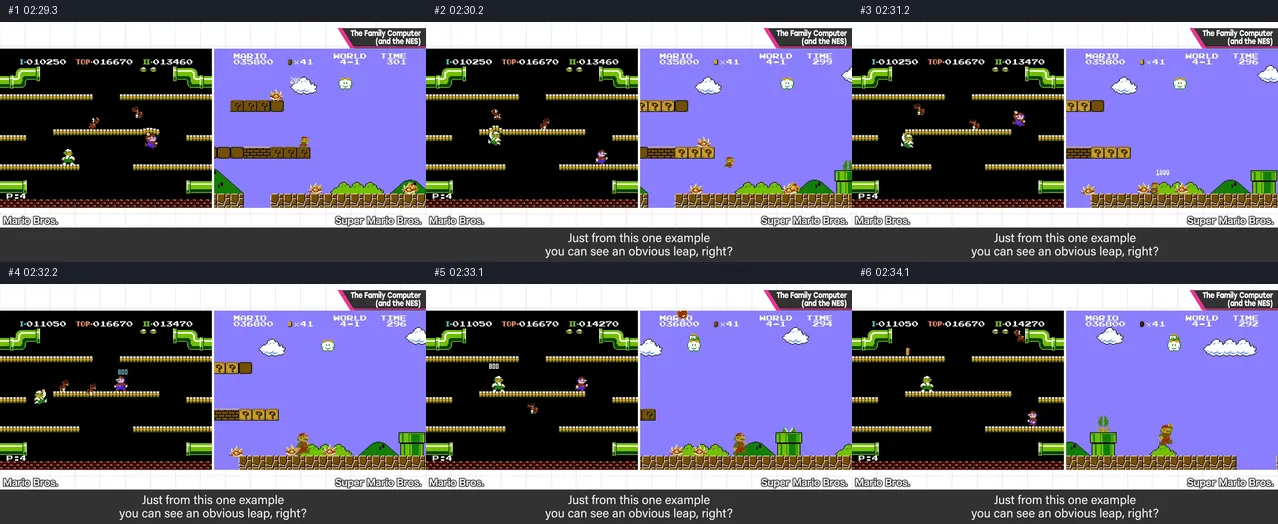 #1 02:29.3
The Family Computer
(and the NES)
I-010250 TOP-016670 II-013460
MARIO WORLD TIME
035800 ×41 4-1 301
P:4
Mario Bros.
Super Mario Bros.
#2 02:30.2
The Family Computer
(and the NES)
I-010250 TOP-016670 II-013460
MARIO WORLD TIME
035800 ×41 4-1 299
P:4
Mario Bros.
Super Mario Bros.
Just from this one example
you can see an obvious leap, right?
#3 02:31.2
The Family Computer
(and the NES)
I-010250 TOP-016670 II-013470
MARIO WORLD TIME
035800 ×41 4-1 298
1000
P:4
Mario Bros.
Super Mario Bros.
Just from this one example
you can see an obvious leap, right?
#4 02:32.2
The Family Computer
(and the NES)
I-011050 TOP-016670 II-013470
MARIO WORLD TIME
036800 ×41 4-1 296
800
P:4
Mario Bros.
Super Mario Bros.
Just from this one example
you can see an obvious leap, right?
#5 02:33.1
The Family Computer
(and the NES)
I-011050 TOP-016670 II-014270
MARIO WORLD TIME
036800 ×41 4-1 294
800
P:4
Mario Bros.
Super Mario Bros.
Just from this one example
you can see an obvious leap, right?
#6 02:34.1
The Family Computer
(and the NES)
I-011050 TOP-016670 II-014270
MARIO WORLD TIME
036800 ×41 4-1 292
P:4
Mario Bros.
Super Mario Bros.
Just from this one example
you can see an obvious leap, right?